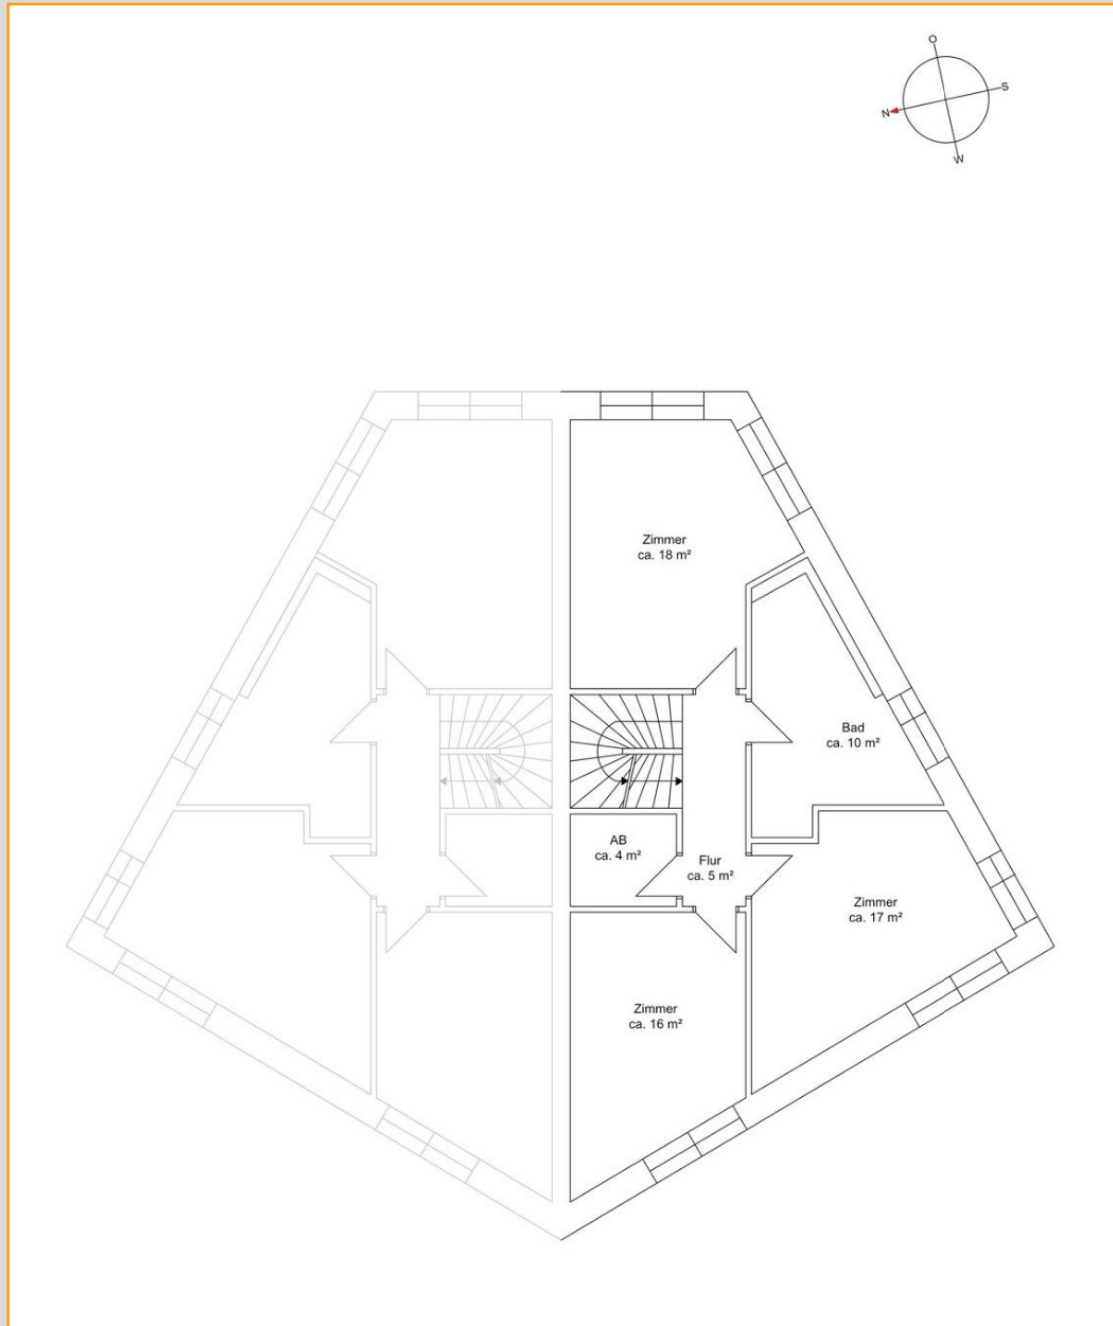 O
S
N
W
Zimmer
ca. 18 m²
Bad
ca. 10 m²
AB
ca. 4 m²
Flur
ca. 5 m²
Zimmer
ca. 17 m²
Zimmer
ca. 16 m²